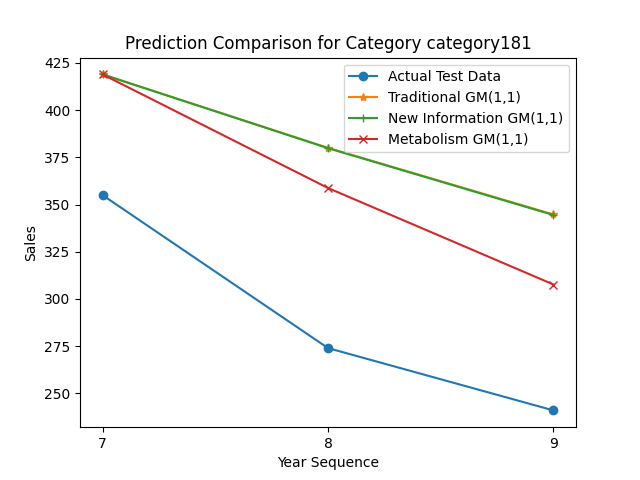 Prediction Comparison for Category category181
Actual Test Data
Traditional GM(1,1)
New Information GM(1,1)
Metabolism GM(1,1)
425
400
375
350
325
300
275
250
Sales
7
8
9
Year Sequence